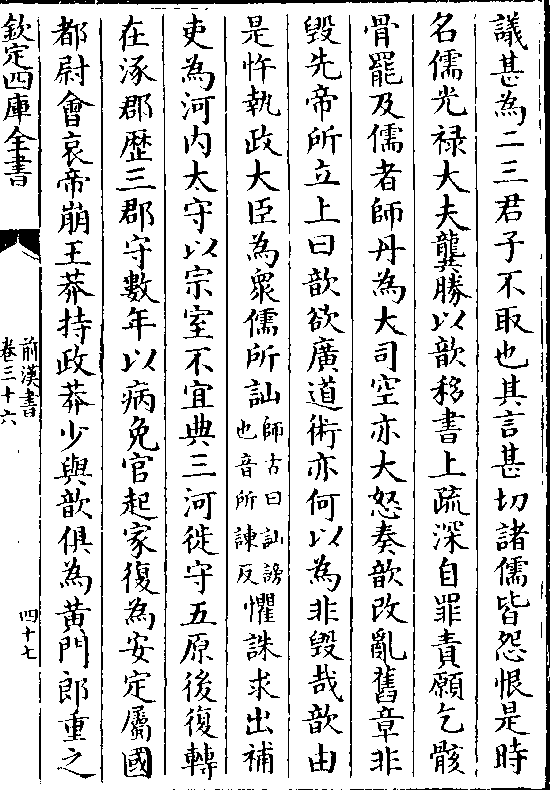 議甚為二三君子不取也其言甚切諸儒皆怨恨是時
名儒光禄大夫龔勝以歆移書上疏深自罪責願乞骸
骨罷及儒者師丹為大司空亦大怒奏歆改亂舊章非
毀先帝所立上曰歆欲廣道術亦何以為非毀哉歆由
是忤執政大臣為衆儒所訕師古曰訕謗也音所諫反懼誅求出補
吏為河内太守以宗室不宜典三河徙守五原後復轉
在涿郡歴三郡守數年以病免官起家復為安定屬國
都尉會哀帝崩王莽持政莽少與歆俱為黄門郎重之
欽定四庫全書
前漢書
卷三十六
四十七